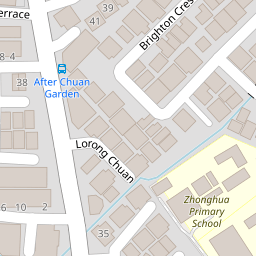 errace
41
39
Brighton Cres
8 4
38
After Chuan
Garden
Lorong Chuan
Zhonghua
Primary
School
6 10 2
35